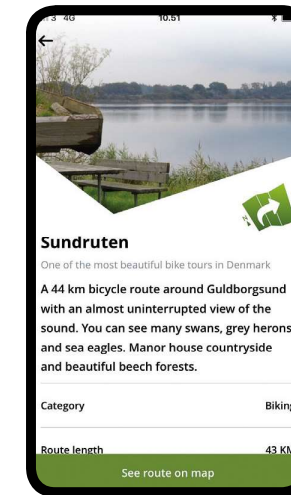 3 4G 10.51
N
Sundruten
One of the most beautiful bike tours in Denmark
A 44 km bicycle route around Guldborgsund
with an almost uninterrupted view of the
sound. You can see many swans, grey herons
and sea eagles. Manor house countryside
and beautiful beech forests.
Category Biking
Route length 43 KM
See route on map